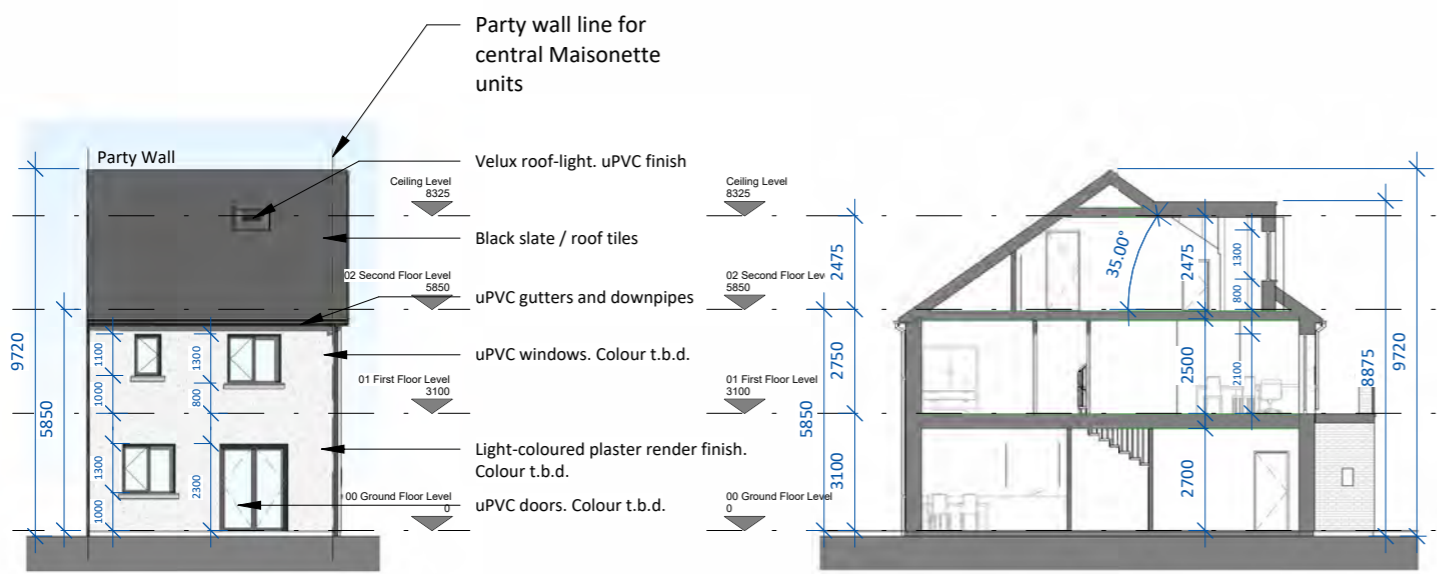 Party wall line for
central Maisonette
units
Party Wall
Velux roof-light. uPVC finish
Ceiling Level
8325
Black slate / roof tiles
02 Second Floor Level
5850
uPVC gutters and downpipes
uPVC windows. Colour t.b.d.
01 First Floor Level
3100
Light-coloured plaster render finish.
Colour t.b.d.
00 Ground Floor Level
0
uPVC doors. Colour t.b.d.
9720
5850
1100
1000
1300
1000
1300
800
2300
Ceiling Level
8325
02 Second Floor Lev
5850
01 First Floor Level
3100
00 Ground Floor Level
0
5850
2475
2750
3100
35.00°
2475
2500
2700
1300
800
2100
8875
9720